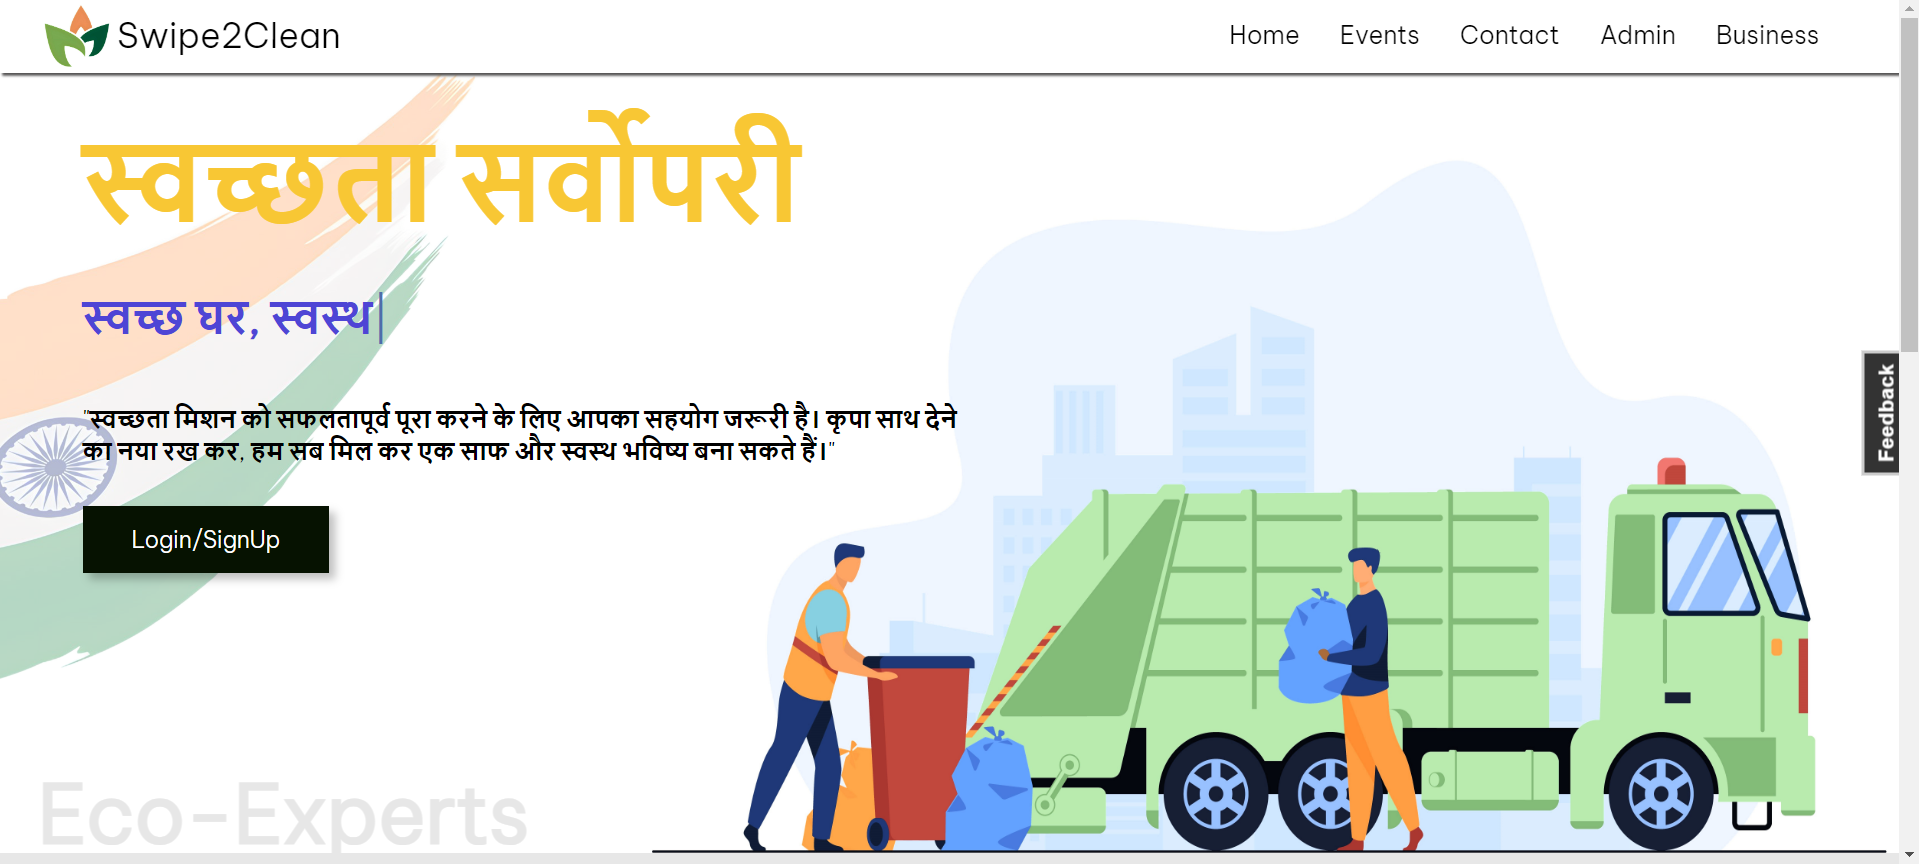 Swipe2Clean
Home Events Contact Admin Business
स्वच्छता सर्वोपरी
स्वच्छ घर, स्वस्थ
"स्वच्छता मिशन को सफलतापूर्व पूरा करने के लिए आपका सहयोग जरूरी है। कृपा साथ देने
का नया रख कर, हम सब मिल कर एक साफ और स्वस्थ भविष्य बना सकते हैं।"
Login/SignUp
Feedback
Eco-Experts